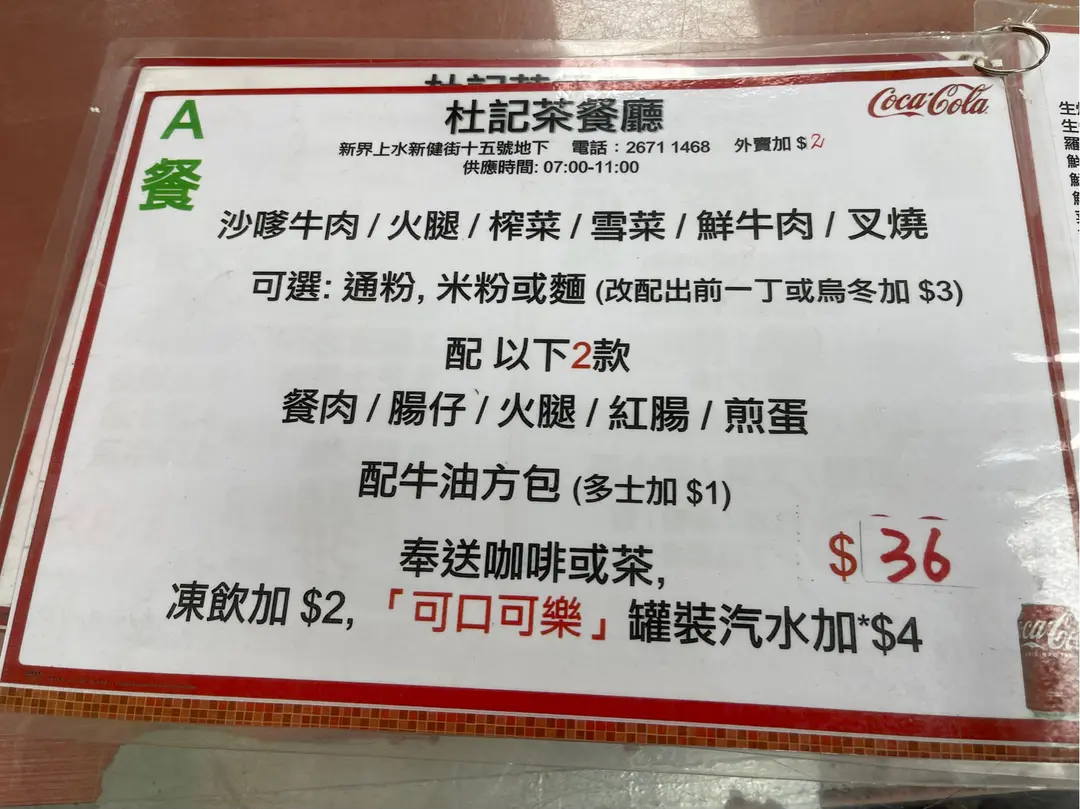 A
餐
杜記茶餐廳
Coca-Cola
新界上水新健街十五號地下 電話：2671 1468 外賣加 $2
供應時間: 07:00-11:00
沙嗲牛肉 / 火腿 / 榨菜 / 雪菜 / 鮮牛肉 / 叉燒
可選: 通粉, 米粉或麵 (改配出前一丁或烏冬加 $3)
配 以下2款
餐肉 / 腸仔 / 火腿 / 紅腸 / 煎蛋
配牛油方包 (多士加 $1)
奉送咖啡或茶,
$36
凍飲加 $2, 「可口可樂」罐裝汽水加*$4